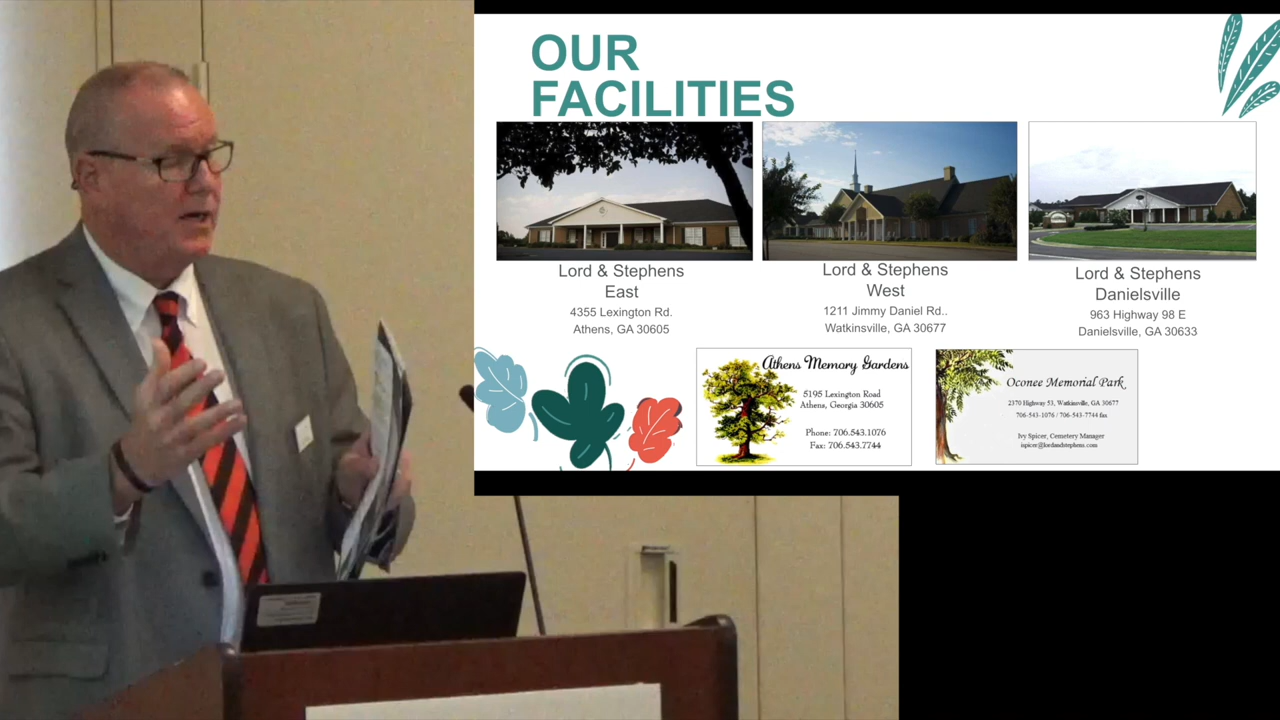 OUR
FACILITIES
Lord & Stephens
East
4355 Lexington Rd.
Athens, GA 30605
Lord & Stephens
West
1211 Jimmy Daniel Rd..
Watkinsville, GA 30677
Lord & Stephens
Danielsville
963 Highway 98 E
Danielsville, GA 30633
Athens Memory Gardens
5195 Lexington Road
Athens, Georgia 30605
Phone: 706.543.1076
Fax: 706.543.7744
Oconee Memorial Park
2370 Highway 53, Watkinsville, GA 30677
706-543-1076 / 706-543-7744 fax
Ivy Spicer, Cemetery Manager
ispicer@lordandstephens.com